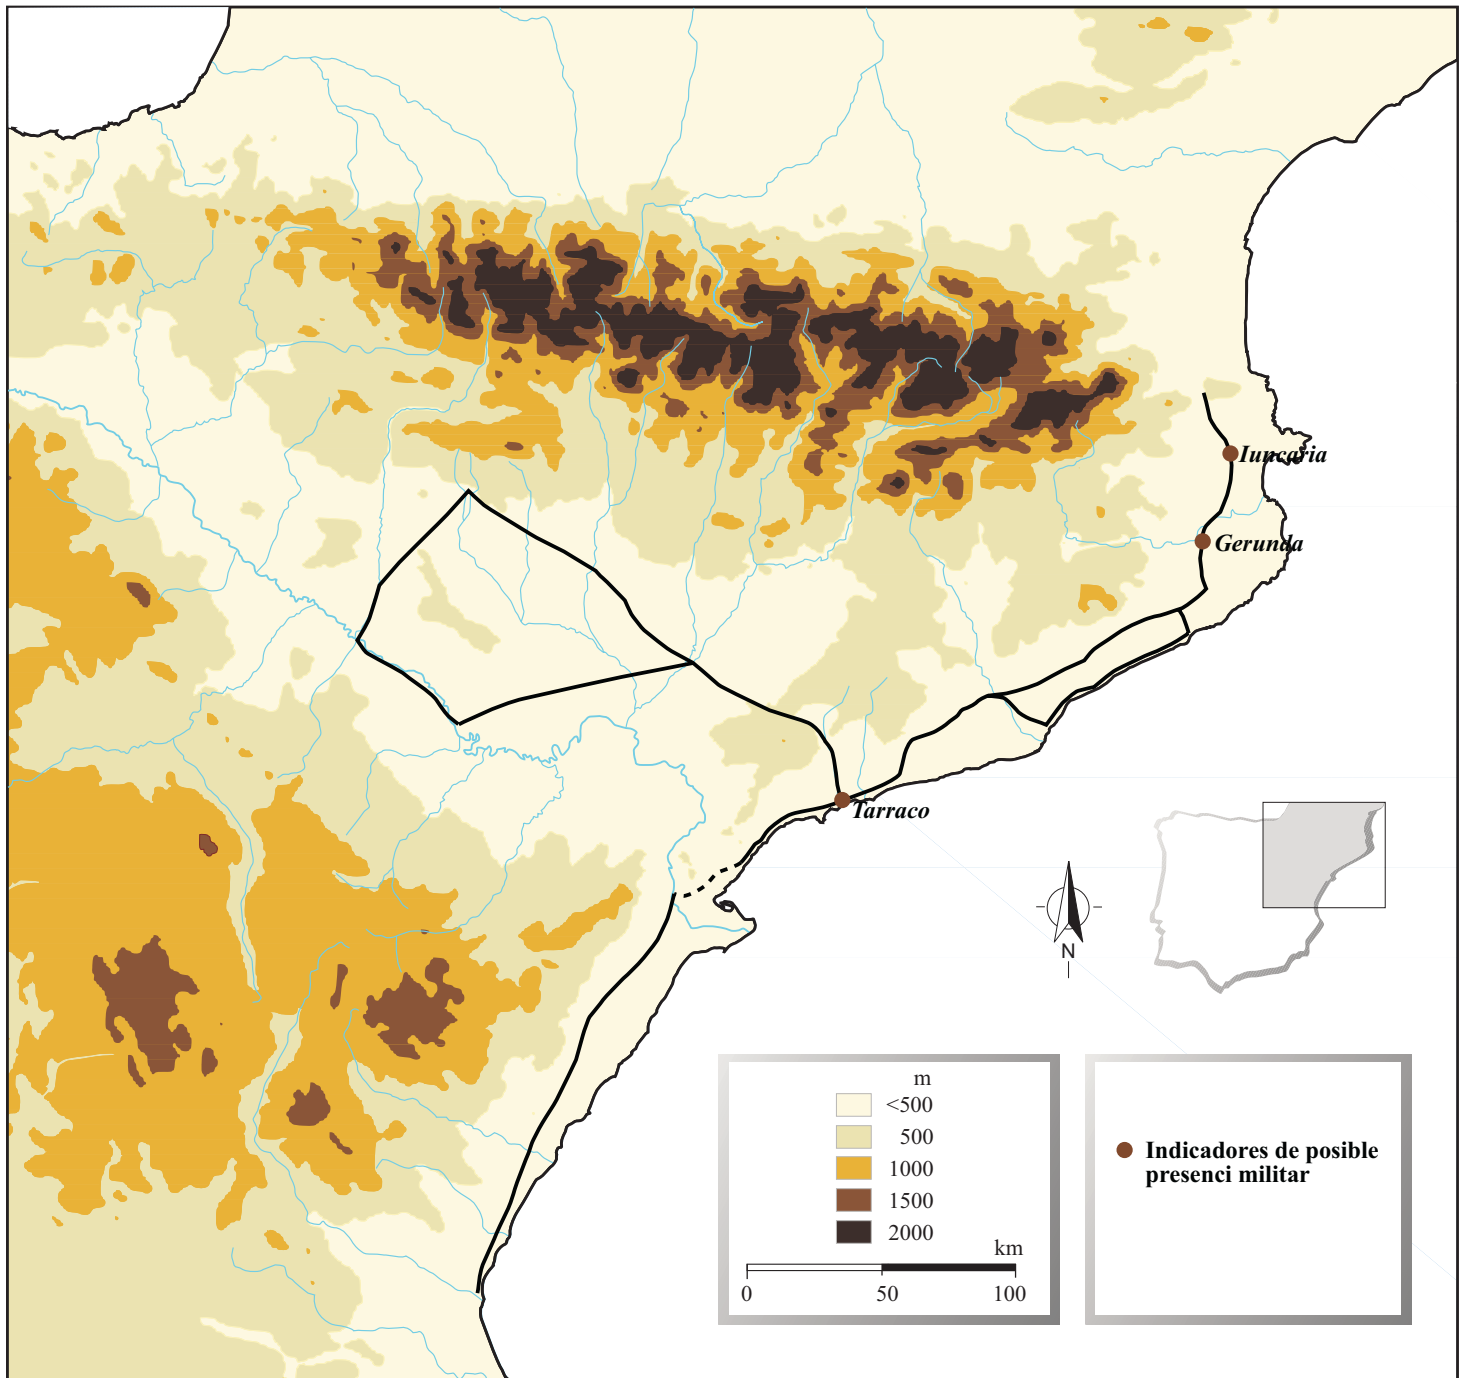 Iuncaria
Gerunda
Tarraco
N
m
<500
500
1000
1500
2000
km
0 50 100
Indicadores de posible
presenci militar